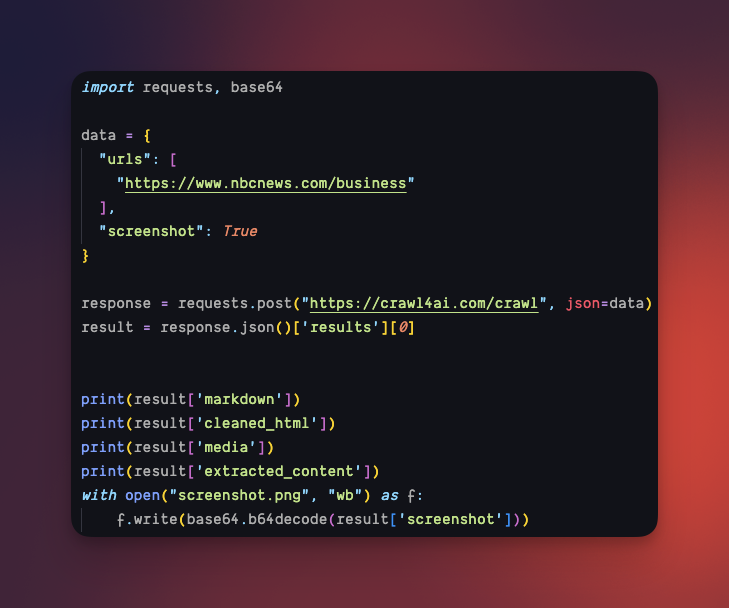 import requests, base64
data = {
  "urls": [
    "https://www.nbcnews.com/business"
  ],
  "screenshot": True
}
response = requests.post("https://crawl4ai.com/crawl", json=data)
result = response.json()['results'][0]
print(result['markdown'])
print(result['cleaned_html'])
print(result['media'])
print(result['extracted_content'])
with open("screenshot.png", "wb") as f:
    f.write(base64.b64decode(result['screenshot']))